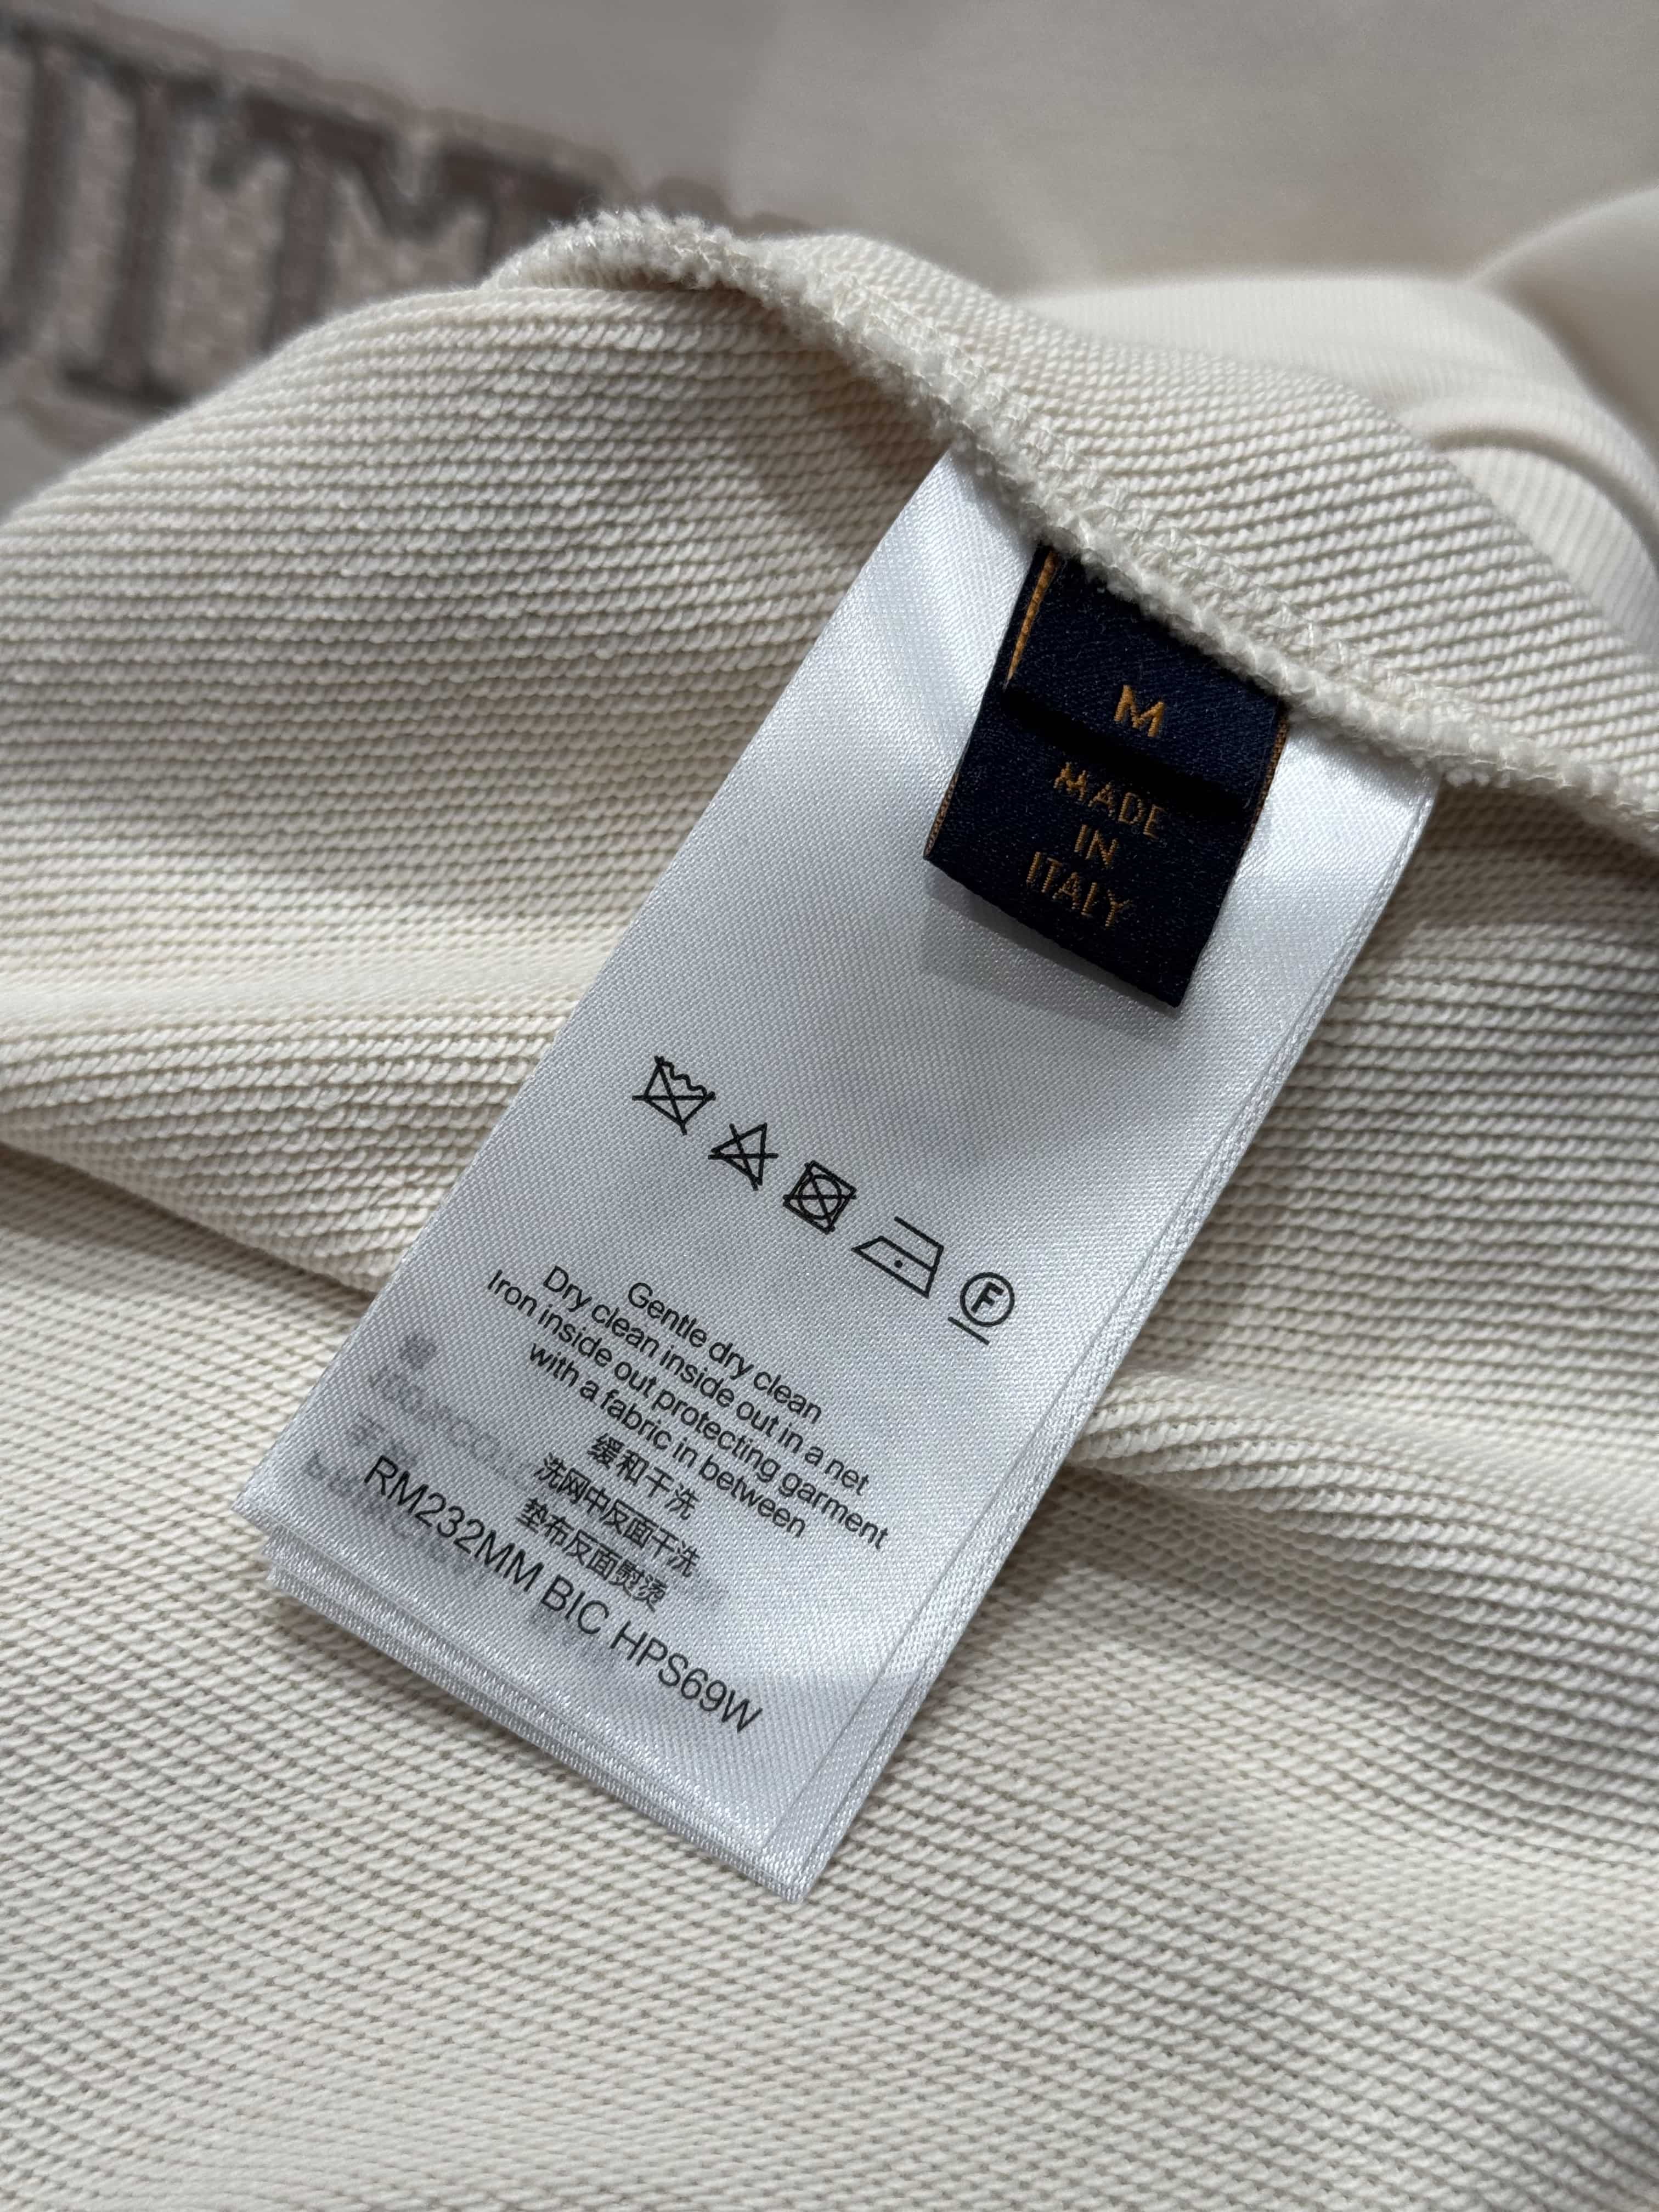 M
MADE
IN
ITALY
F
Gentle dry clean
Dry clean inside out in a net
Iron inside out protecting garment
with a fabric in between
缓和干洗
洗网中反面干洗
垫布反面熨烫
RM232MM BIC HPS69W